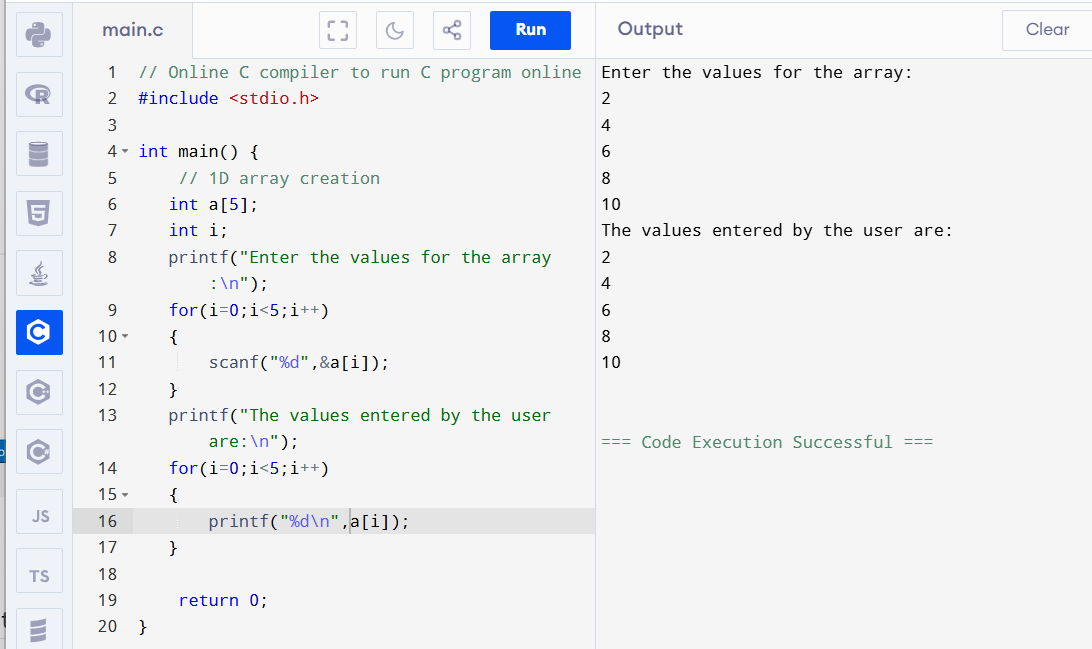 main.c
Run
Output
Clear
1 // Online C compiler to run C program online
2 #include <stdio.h>
3
4 int main() {
5 // 1D array creation
6 int a[5];
7 int i;
8 printf("Enter the values for the array
:\n");
9 for(i=0;i<5;i++)
10 {
11 scanf("%d",&a[i]);
12 }
13 printf("The values entered by the user
are:\n");
14 for(i=0;i<5;i++)
15 {
16 printf("%d\n",a[i]);
17 }
18
19 return 0;
20 }
Enter the values for the array:
2
4
6
8
10
The values entered by the user are:
2
4
6
8
10
=== Code Execution Successful ===
R
5
C
C
C
JS
TS